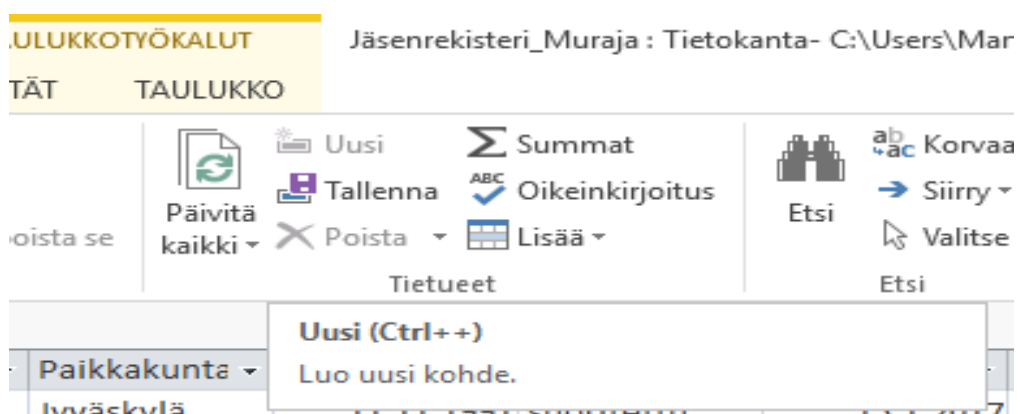 ULUKKOTYÖKALUT Jäsenrekisteri_Muraja : Tietokanta- C:\Users\Mar
TÄT TAULUKKO
Uusi Summat Korvaa
Tallenna Oikeinkirjoitus Siirry
Päivitä Etsi
oista se kaikki Poista Lisää Valitse
Tietueet Etsi
Uusi (Ctrl++)
Paikkakunta Luo uusi kohde.
Jyväskylä